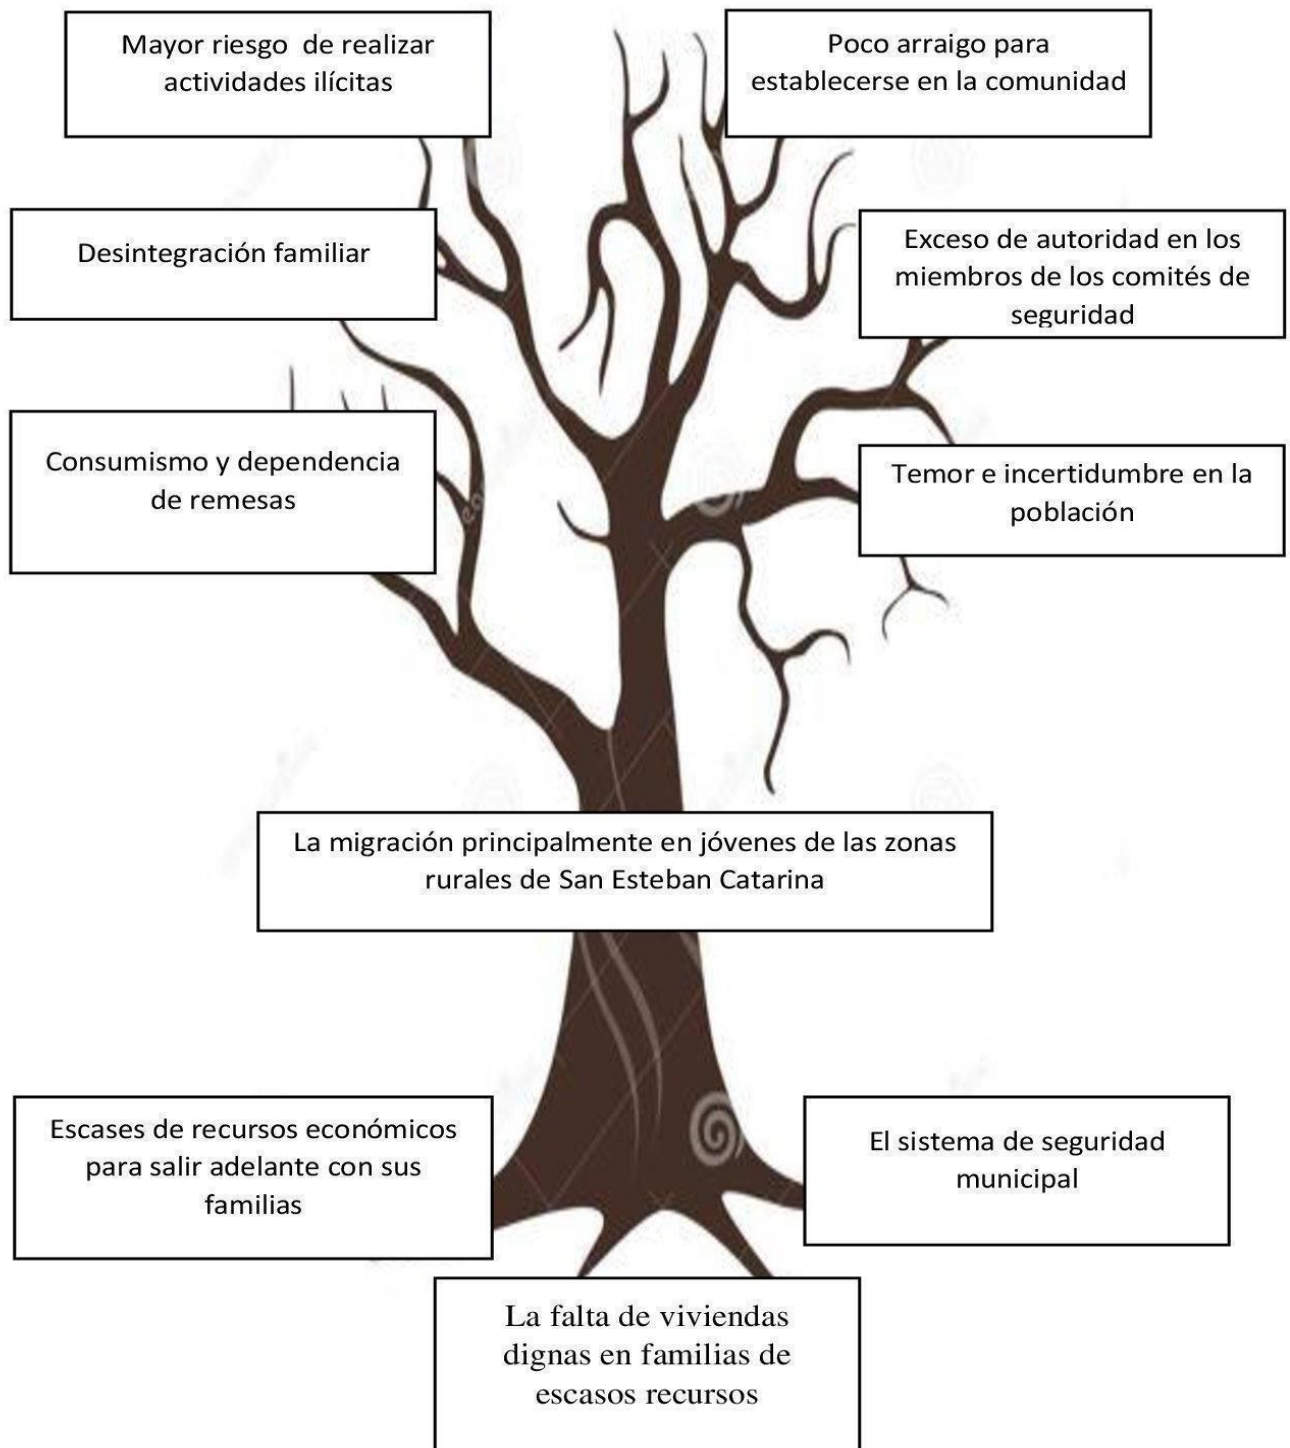 Mayor riesgo de realizar
actividades ilícitas
Poco arraigo para
establecerse en la comunidad
Desintegración familiar
Exceso de autoridad en los
miembros de los comités de
seguridad
Consumismo y dependencia
de remesas
Temor e incertidumbre en la
población
La migración principalmente en jóvenes de las zonas
rurales de San Esteban Catarina
Escases de recursos económicos
para salir adelante con sus
familias
El sistema de seguridad
municipal
La falta de viviendas
dignas en familias de
escasos recursos